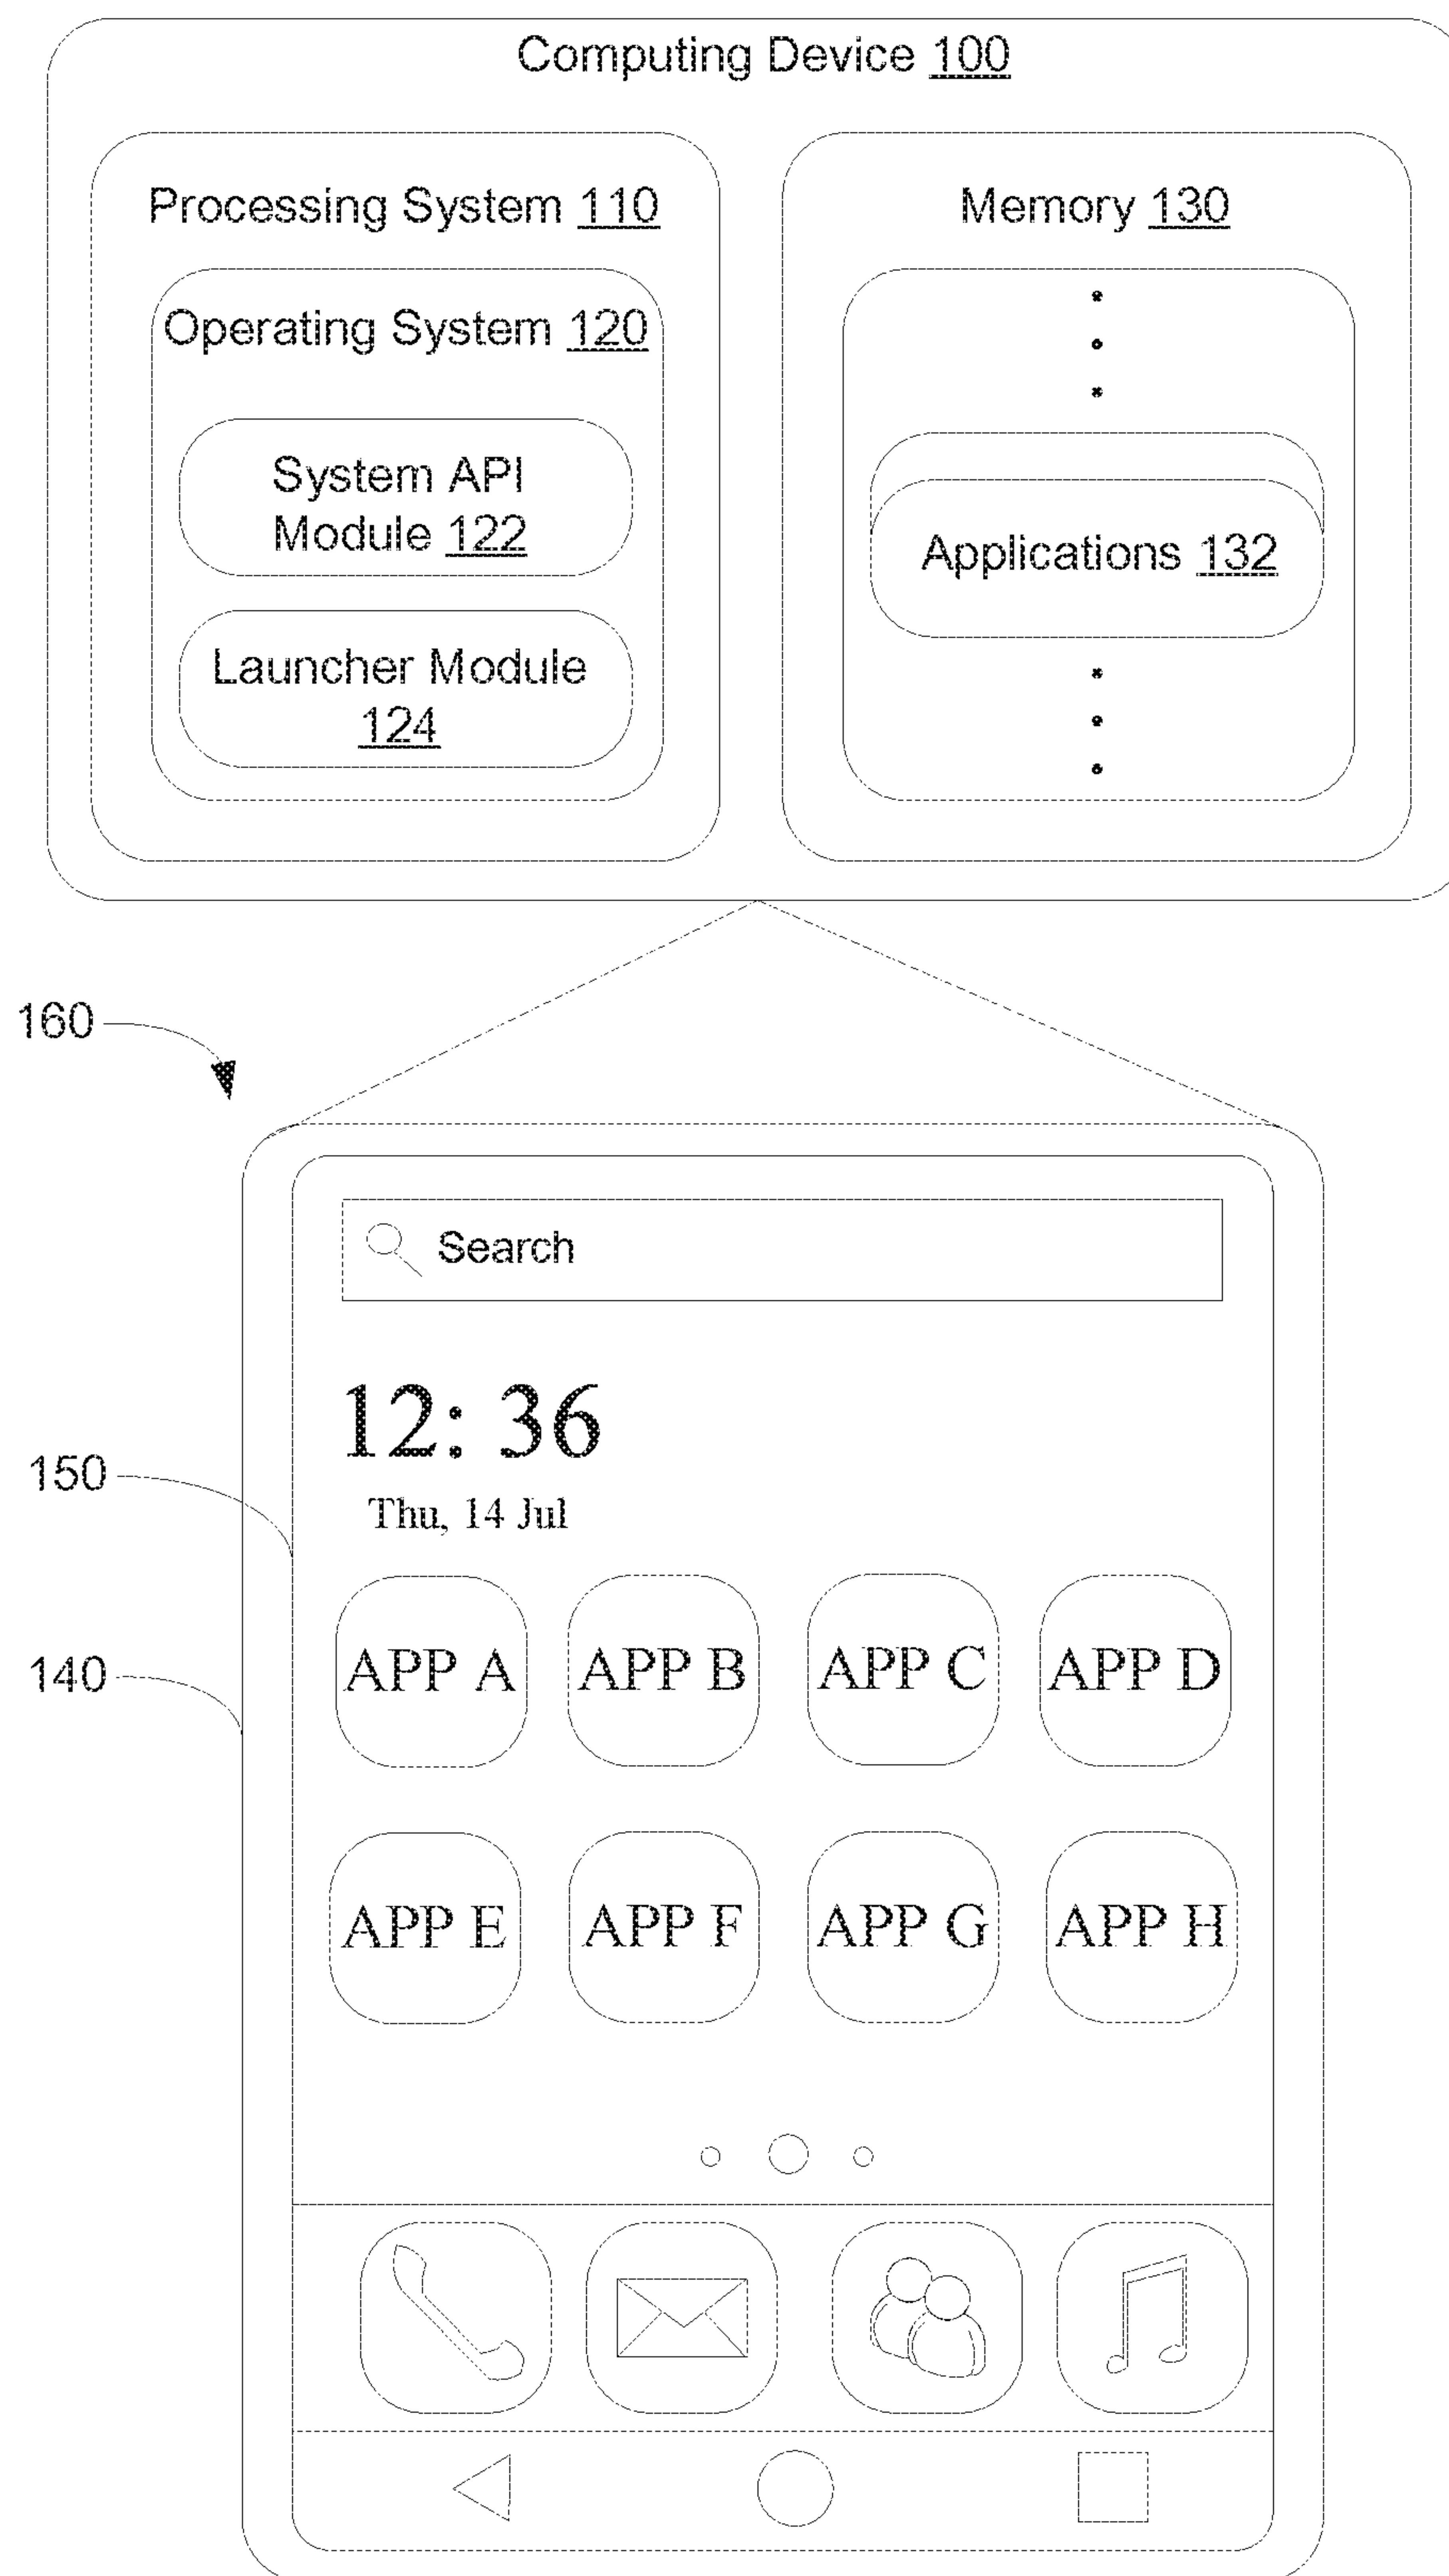 Computing Device 100
Processing System 110
Operating System 120
System API
Module 122
Launcher Module
124
Memory 130
Applications 132
160
Search
12: 36
150
Thu, 14 Jul
140
APP A APP B APP C APP D
APP E APP F APP G APP H